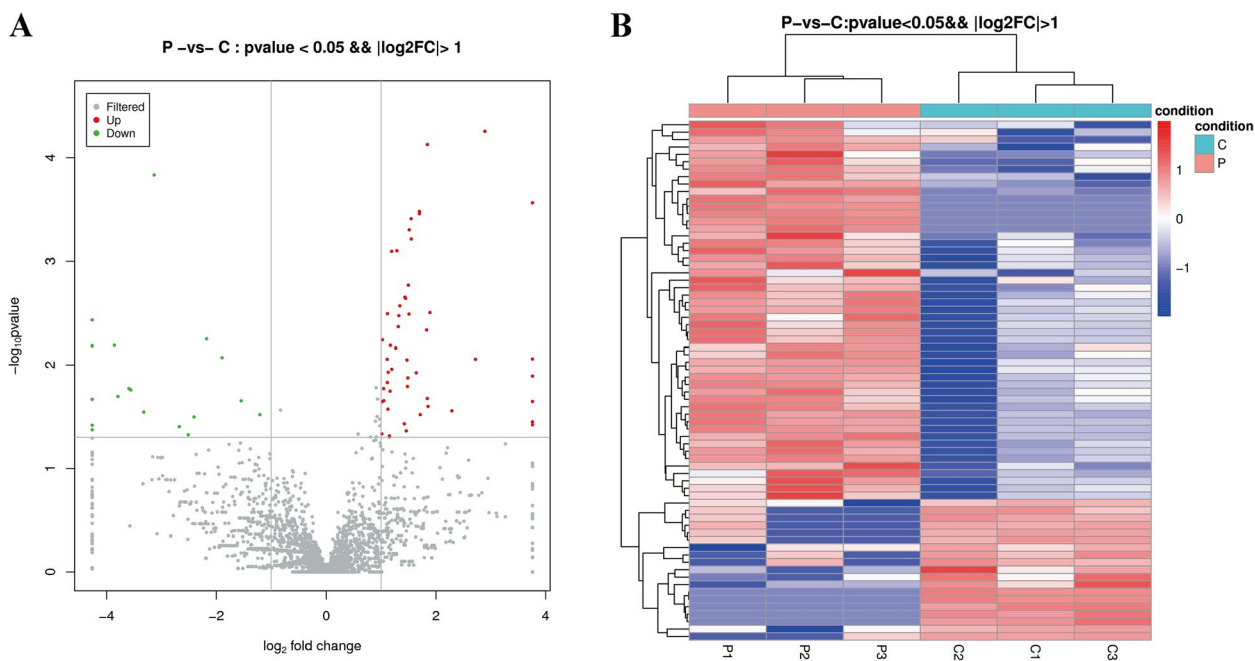 A
P −vs− C : pvalue < 0.05 && |log2FC|> 1
Filtered
Up
Down
4
3
2
1
0
−log10pvalue
−4
−2
0
2
4
log2 fold change
B
P−vs−C:pvalue<0.05&& |log2FC|>1
condition
1
0
−1
condition
C
P
P1
P2
P3
C2
C1
C3